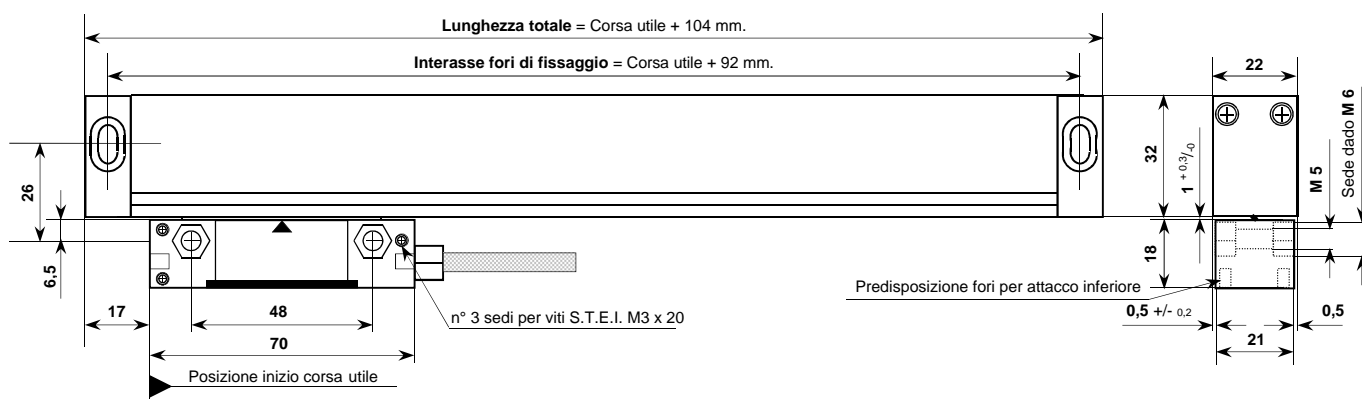 Lunghezza totale = Corsa utile + 104 mm.
Interasse fori di fissaggio = Corsa utile + 92 mm.
22
26
6,5
32
1 + 0,3/-0
M 5
Sede dado M 6
18
Predisposizione fori per attacco inferiore
17
48
n° 3 sedi per viti S.T.E.I. M3 x 20
0,5 +/- 0,2
0,5
70
21
Posizione inizio corsa utile